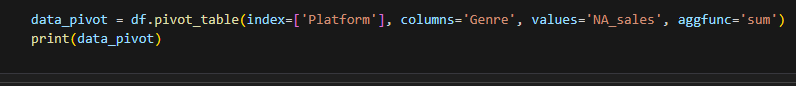 data_pivot = df.pivot_table(index=['Platform'], columns='Genre', values='NA_sales', aggfunc='sum')
print(data_pivot)